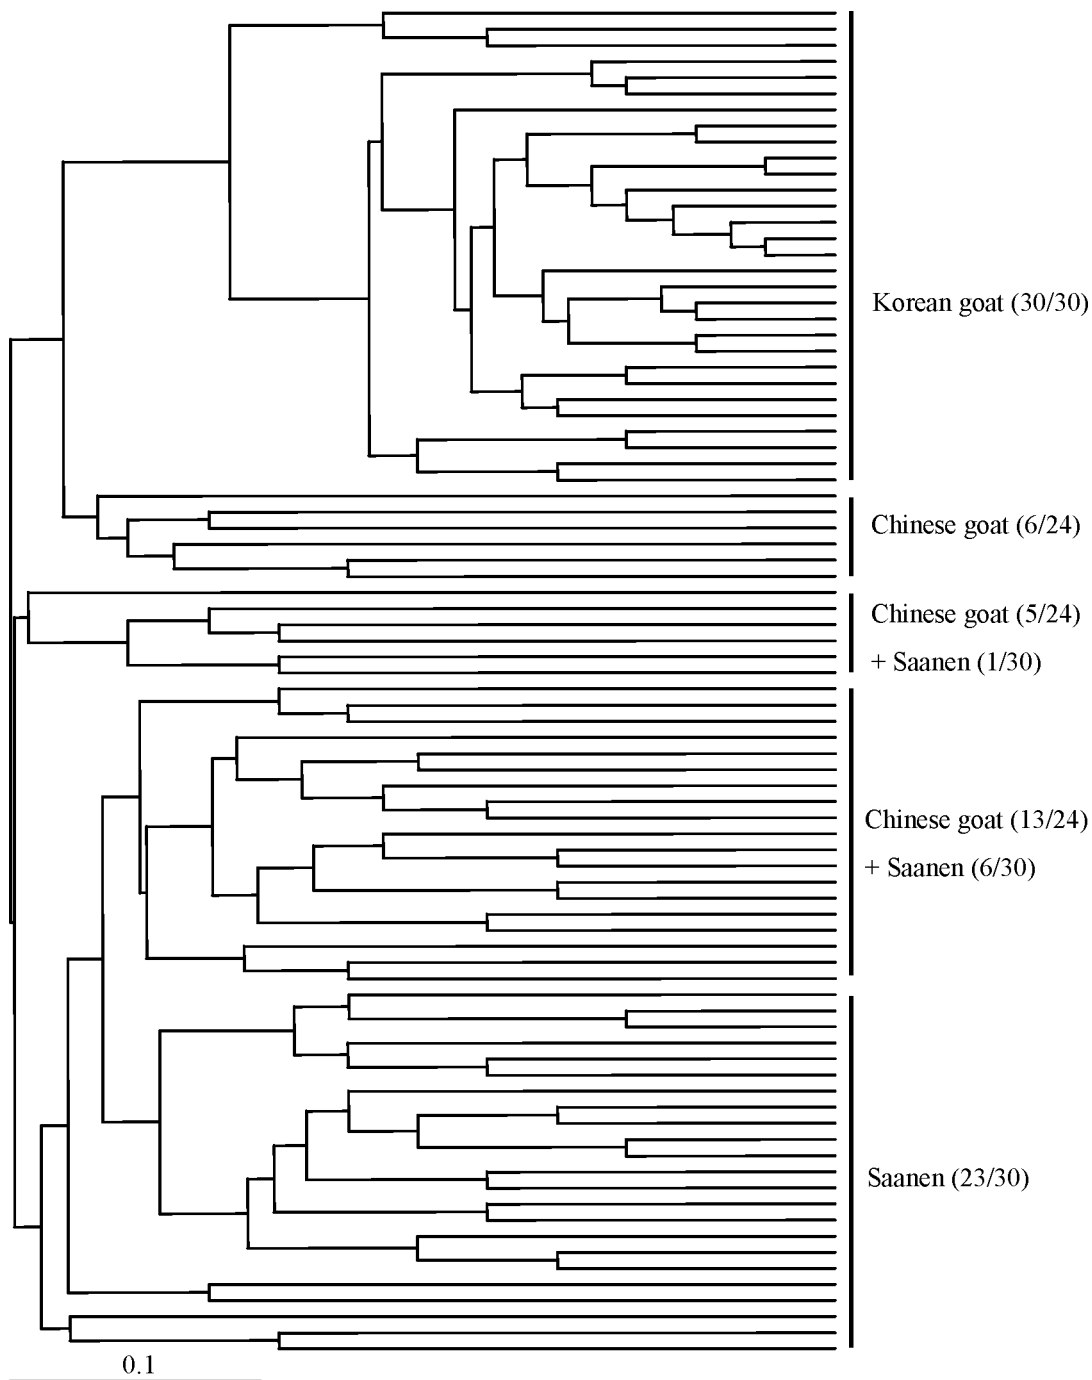 Korean goat (30/30)
Chinese goat (6/24)
Chinese goat (5/24)
+ Saanen (1/30)
Chinese goat (13/24)
+ Saanen (6/30)
Saanen (23/30)
0.1